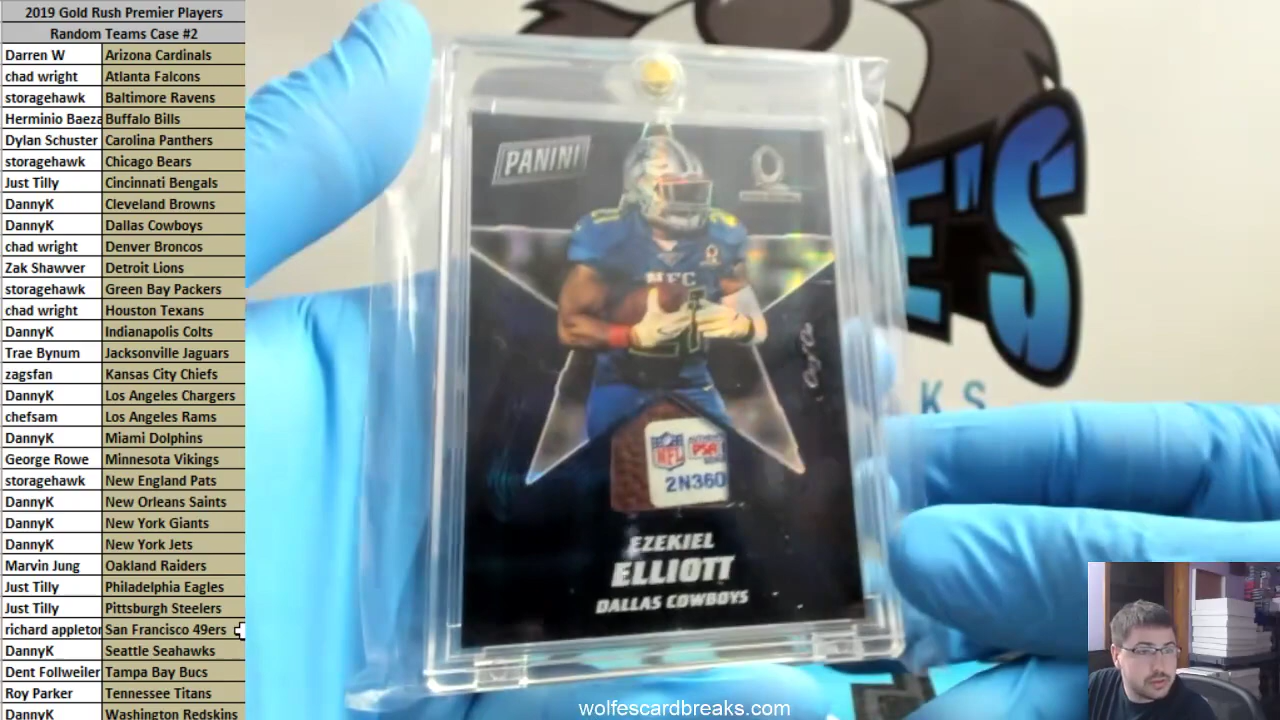 2019 Gold Rush Premier Players
Random Teams Case #2
Darren W Arizona Cardinals
chad wright Atlanta Falcons
storagehawk Baltimore Ravens
Herminio Baeza Buffalo Bills
Dylan Schuster Carolina Panthers
storagehawk Chicago Bears
Just Tilly Cincinnati Bengals
DannyK Cleveland Browns
DannyK Dallas Cowboys
chad wright Denver Broncos
Zak Shawver Detroit Lions
storagehawk Green Bay Packers
chad wright Houston Texans
DannyK Indianapolis Colts
Trae Bynum Jacksonville Jaguars
zagsfan Kansas City Chiefs
DannyK Los Angeles Chargers
chefsam Los Angeles Rams
DannyK Miami Dolphins
George Rowe Minnesota Vikings
storagehawk New England Pats
DannyK New Orleans Saints
DannyK New York Giants
DannyK New York Jets
Marvin Jung Oakland Raiders
Just Tilly Philadelphia Eagles
Just Tilly Pittsburgh Steelers
richard appleton San Francisco 49ers
DannyK Seattle Seahawks
Dent Follweiler Tampa Bay Bucs
Roy Parker Tennessee Titans
DannyK Washington Redskins
PANINI
NFC
21
NFL
PSA
2N360
EZEKIEL
ELLIOTT
DALLAS COWBOYS
E'S
KS
wolfescardbreaks.com